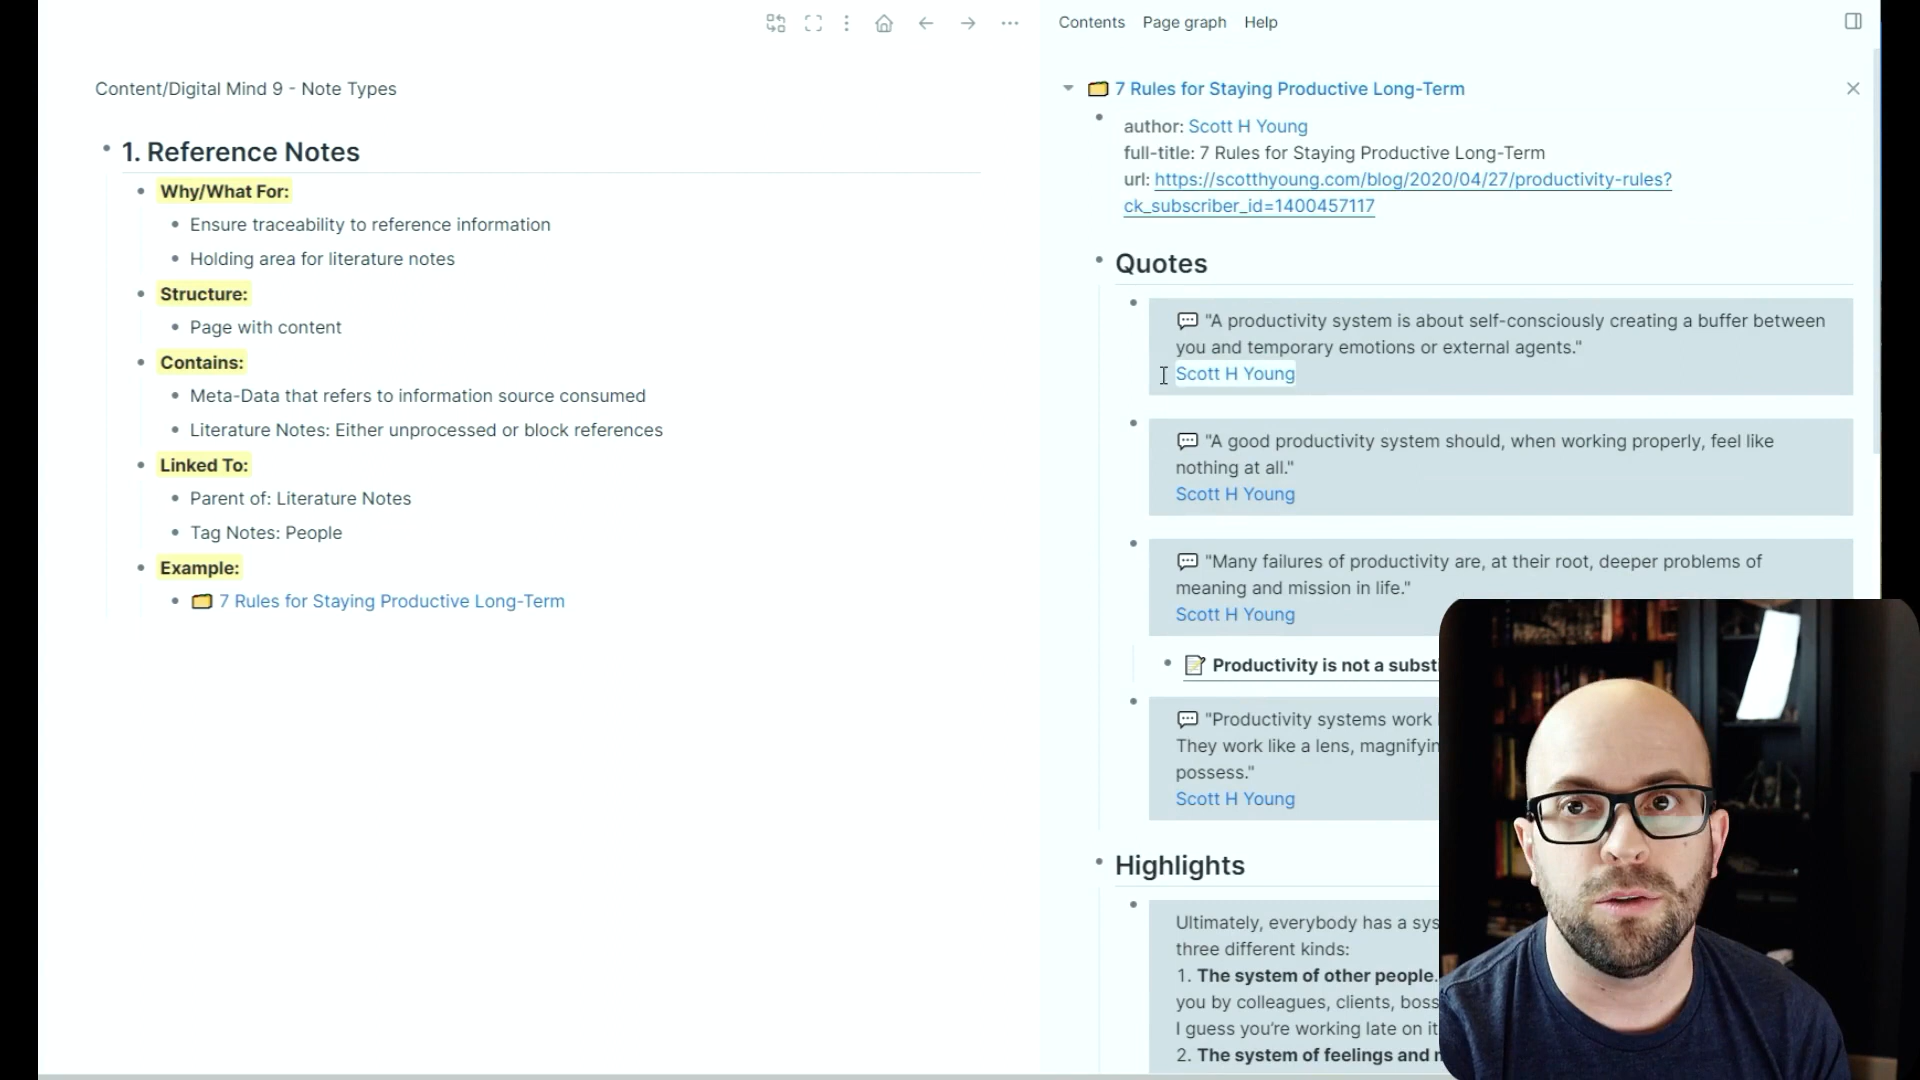 Content/Digital Mind 9 - Note Types
1. Reference Notes
Why/What For:
Ensure traceability to reference information
Holding area for literature notes
Structure:
Page with content
Contains:
Meta-Data that refers to information source consumed
Literature Notes: Either unprocessed or block references
Linked To:
Parent of: Literature Notes
Tag Notes: People
Example:
7 Rules for Staying Productive Long-Term
Contents Page graph Help
7 Rules for Staying Productive Long-Term
author: Scott H Young
full-title: 7 Rules for Staying Productive Long-Term
url: https://scotthyoung.com/blog/2020/04/27/productivity-rules?
ck_subscriber_id=1400457117
Quotes
"A productivity system is about self-consciously creating a buffer between
you and temporary emotions or external agents."
Scott H Young
"A good productivity system should, when working properly, feel like
nothing at all."
Scott H Young
"Many failures of productivity are, at their root, deeper problems of
meaning and mission in life."
Scott H Young
Productivity is not a subst
"Productivity systems work
They work like a lens, magnifyin
possess."
Scott H Young
Highlights
Ultimately, everybody has a sys
three different kinds:
1. The system of other people.
you by colleagues, clients, boss
I guess you're working late on it
2. The system of feelings and